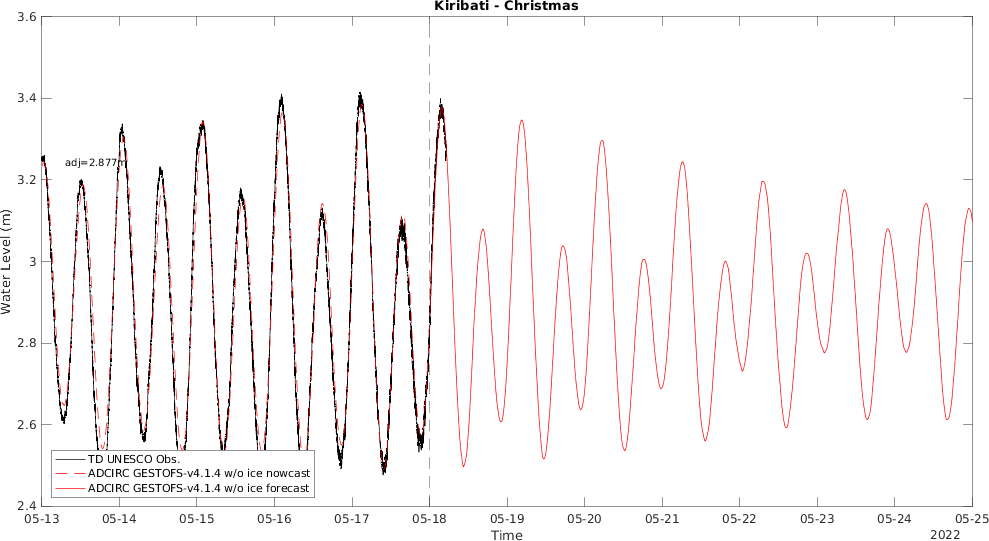 Kiribati - Christmas
3.6
3.4
3.2
3
2.8
2.6
2.4
Water Level (m)
adj=2.877m
TD UNESCO Obs.
ADCIRC GESTOFS-v4.1.4 w/o ice nowcast
ADCIRC GESTOFS-v4.1.4 w/o ice forecast
05-13 05-14 05-15 05-16 05-17 05-18 05-19 05-20 05-21 05-22 05-23 05-24 05-25
Time
2022